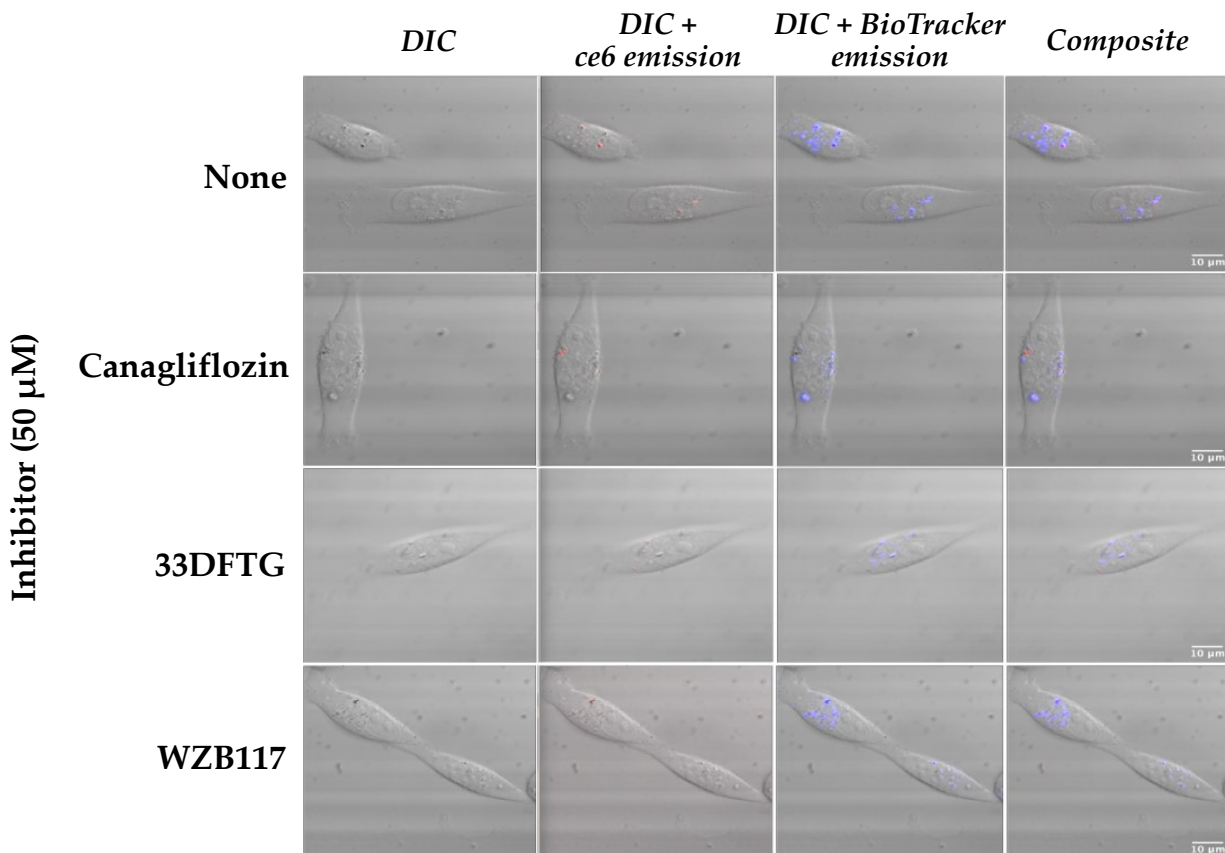 DIC
DIC +
ce6 emission
DIC + BioTracker
emission
Composite
Inhibitor (50 µM)
None
10 µm
Canagliflozin
10 µm
33DFTG
10 µm
WZB117
10 µm